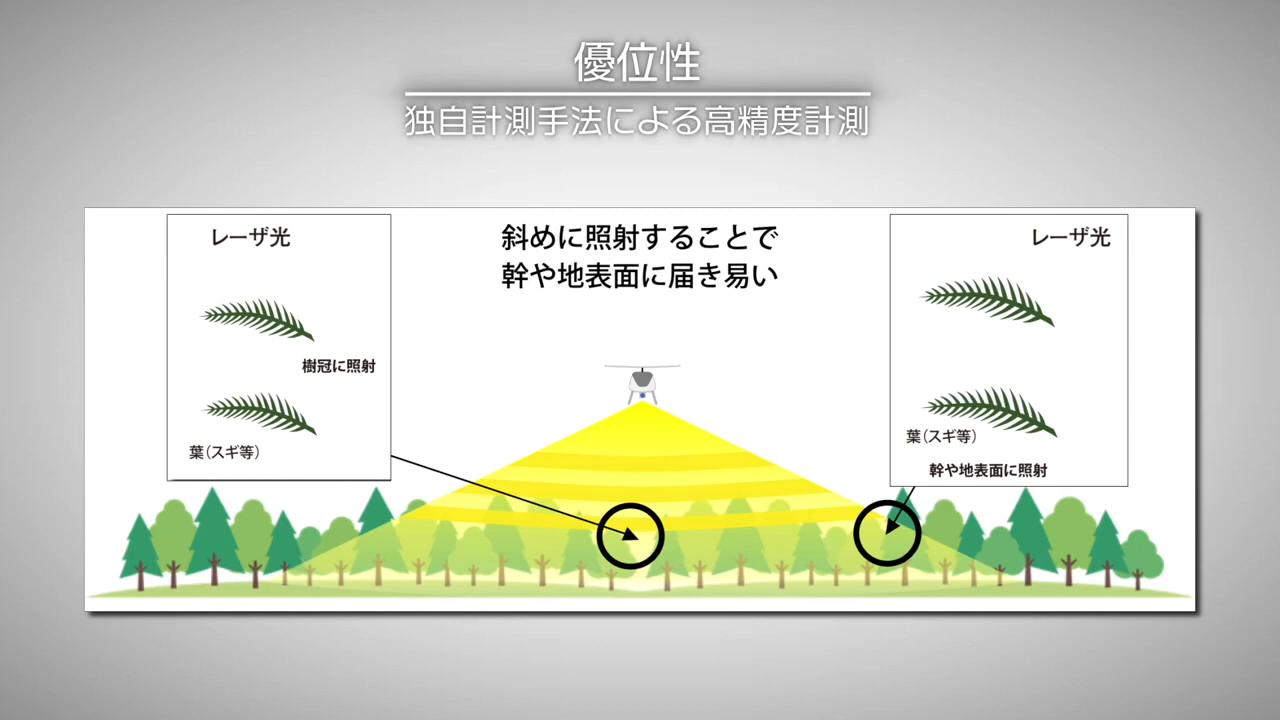 優位性
独自計測手法による高精度計測
レーザ光
樹冠に照射
葉(スギ等)
斜めに照射することで
幹や地表面に届き易い
レーザ光
葉(スギ等)
幹や地表面に照射